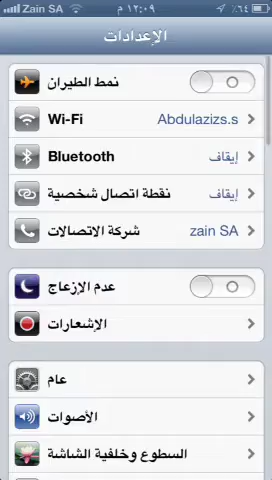 Zain SA ١٢:٠٩ م ٪٦٤
الإعدادات
نمط الطيران
Wi-Fi Abdulazizs.s
Bluetooth إيقاف
نقطة اتصال شخصية إيقاف
شركة الاتصالات zain SA
عدم الإزعاج
الإشعارات
عام
الأصوات
السطوع وخلفية الشاشة